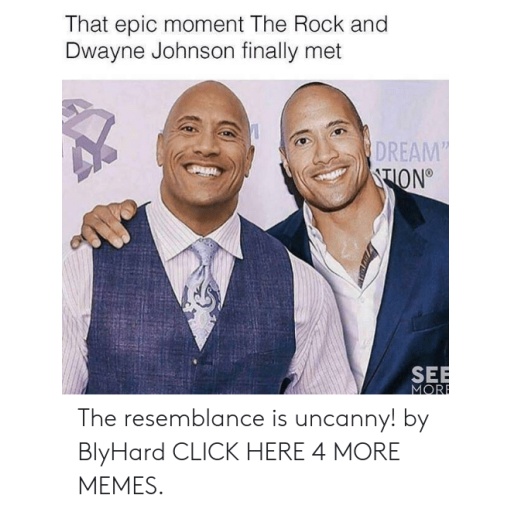 That epic moment The Rock and
Dwayne Johnson finally met
DREAM"
TION®
SEE
MORE
The resemblance is uncanny! by
BlyHard CLICK HERE 4 MORE
MEMES.